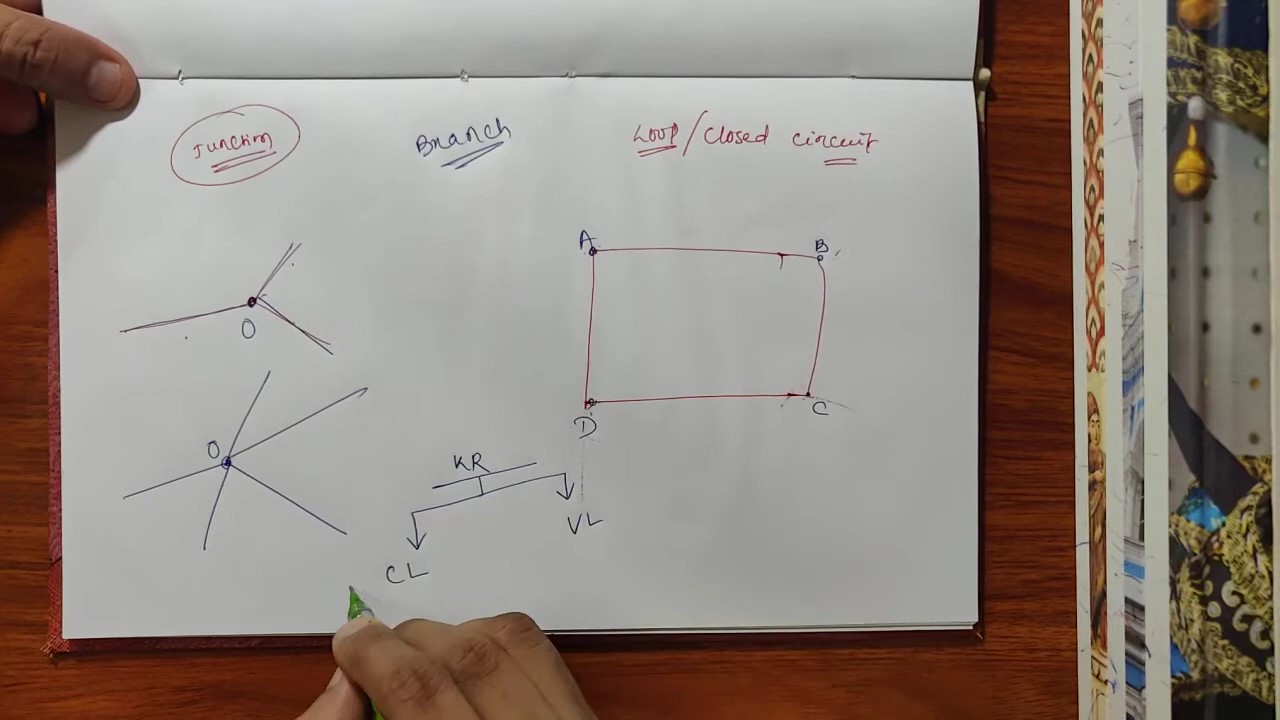 Junction
Branch
Loop/closed circuit
A
B
O
D
C
O
KR
VL
CL